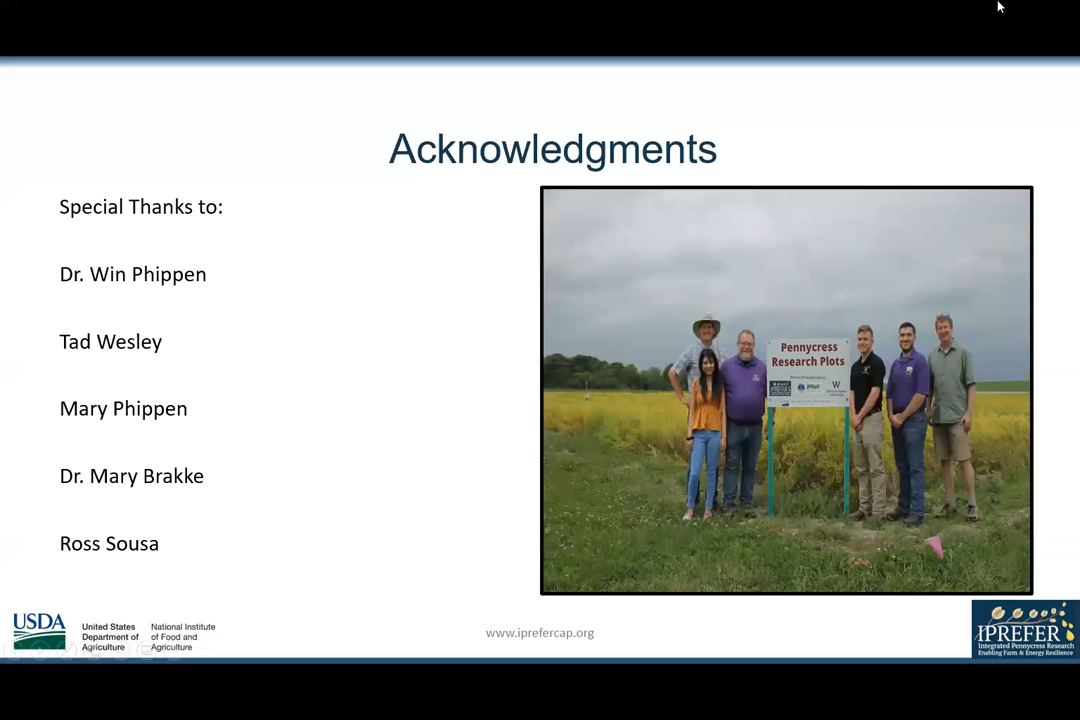 Acknowledgments
Special Thanks to:
Dr. Win Phippen
Tad Wesley
Mary Phippen
Dr. Mary Brakke
Ross Sousa
Pennycress
Research Plots
W
USDA
United States
Department of
Agriculture
National Institute
of Food and
Agriculture
www.iprefercap.org
IPREFER
Integrated Pennycress Research
Enabling Farm & Energy Resilience